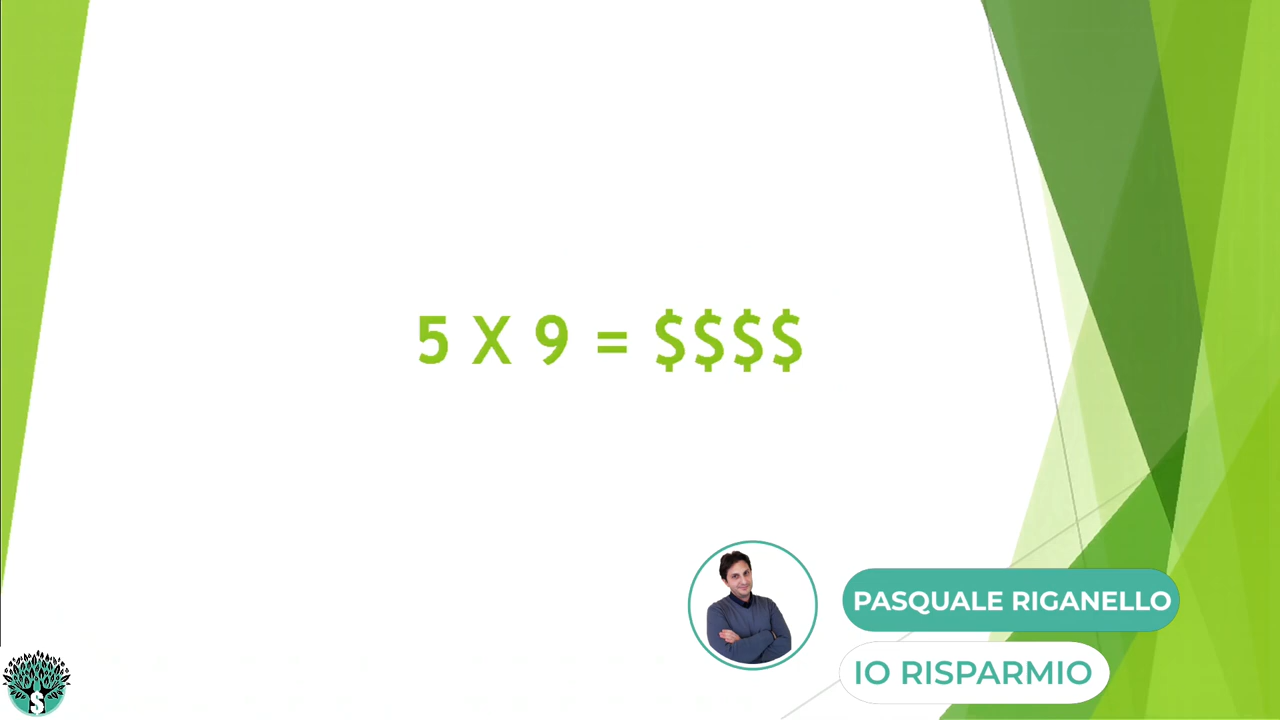 5 X 9 = $$$$
PASQUALE RIGANELLO
IO RISPARMIO
$